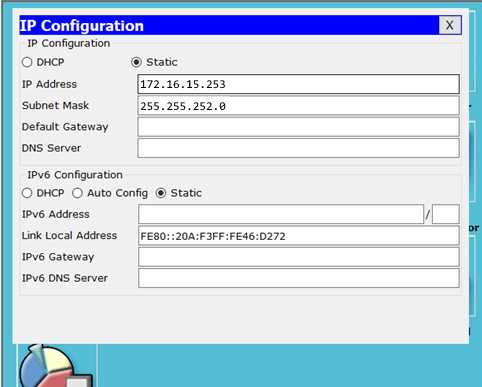 IP Configuration X
IP Configuration
DHCP Static
IP Address 172.16.15.253
Subnet Mask 255.255.252.0
Default Gateway
DNS Server
IPv6 Configuration
DHCP Auto Config Static
IPv6 Address /
Link Local Address FE80::20A:F3FF:FE46:D272
IPv6 Gateway
IPv6 DNS Server
or